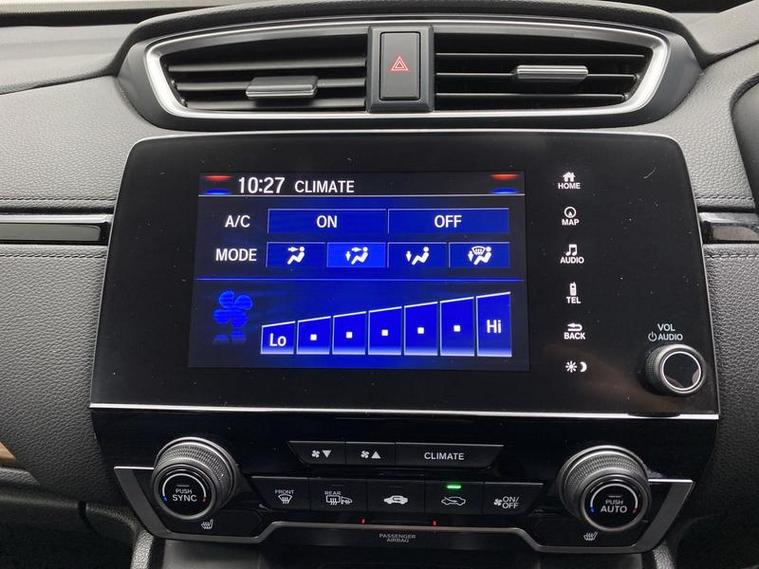 10:27 CLIMATE
A/C ON OFF
MODE
Lo Hi
HOME
MAP
AUDIO
TEL
BACK
VOL
AUDIO
CLIMATE
PUSH
SYNC
FRONT
REAR
ON/
OFF
PUSH
AUTO
PASSENGER
AIRBAG